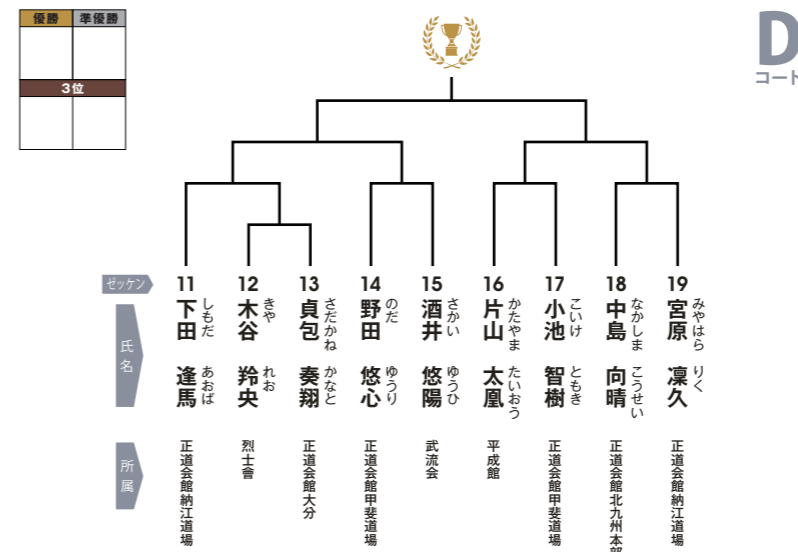 優勝 準優勝
3位
D
コート
ゼッケン 11 12 13 14 15 16 17 18 19
氏名
下田 逢馬 しもだ あおば
木谷 羚央 きや れお
貞包 奏翔 さだかね かなと
野田 悠心 のだ ゆうり
酒井 悠陽 さかい ゆうひ
片山 太凰 かたやま たいおう
小池 智樹 こいけ ともき
中島 向晴 なかしま こうせい
宮原 凜久 みやはら りく
所属
正道会館納江道場
烈士會
正道会館大分
正道会館甲斐道場
武流会
平成館
正道会館甲斐道場
正道会館北九州本部
正道会館納江道場